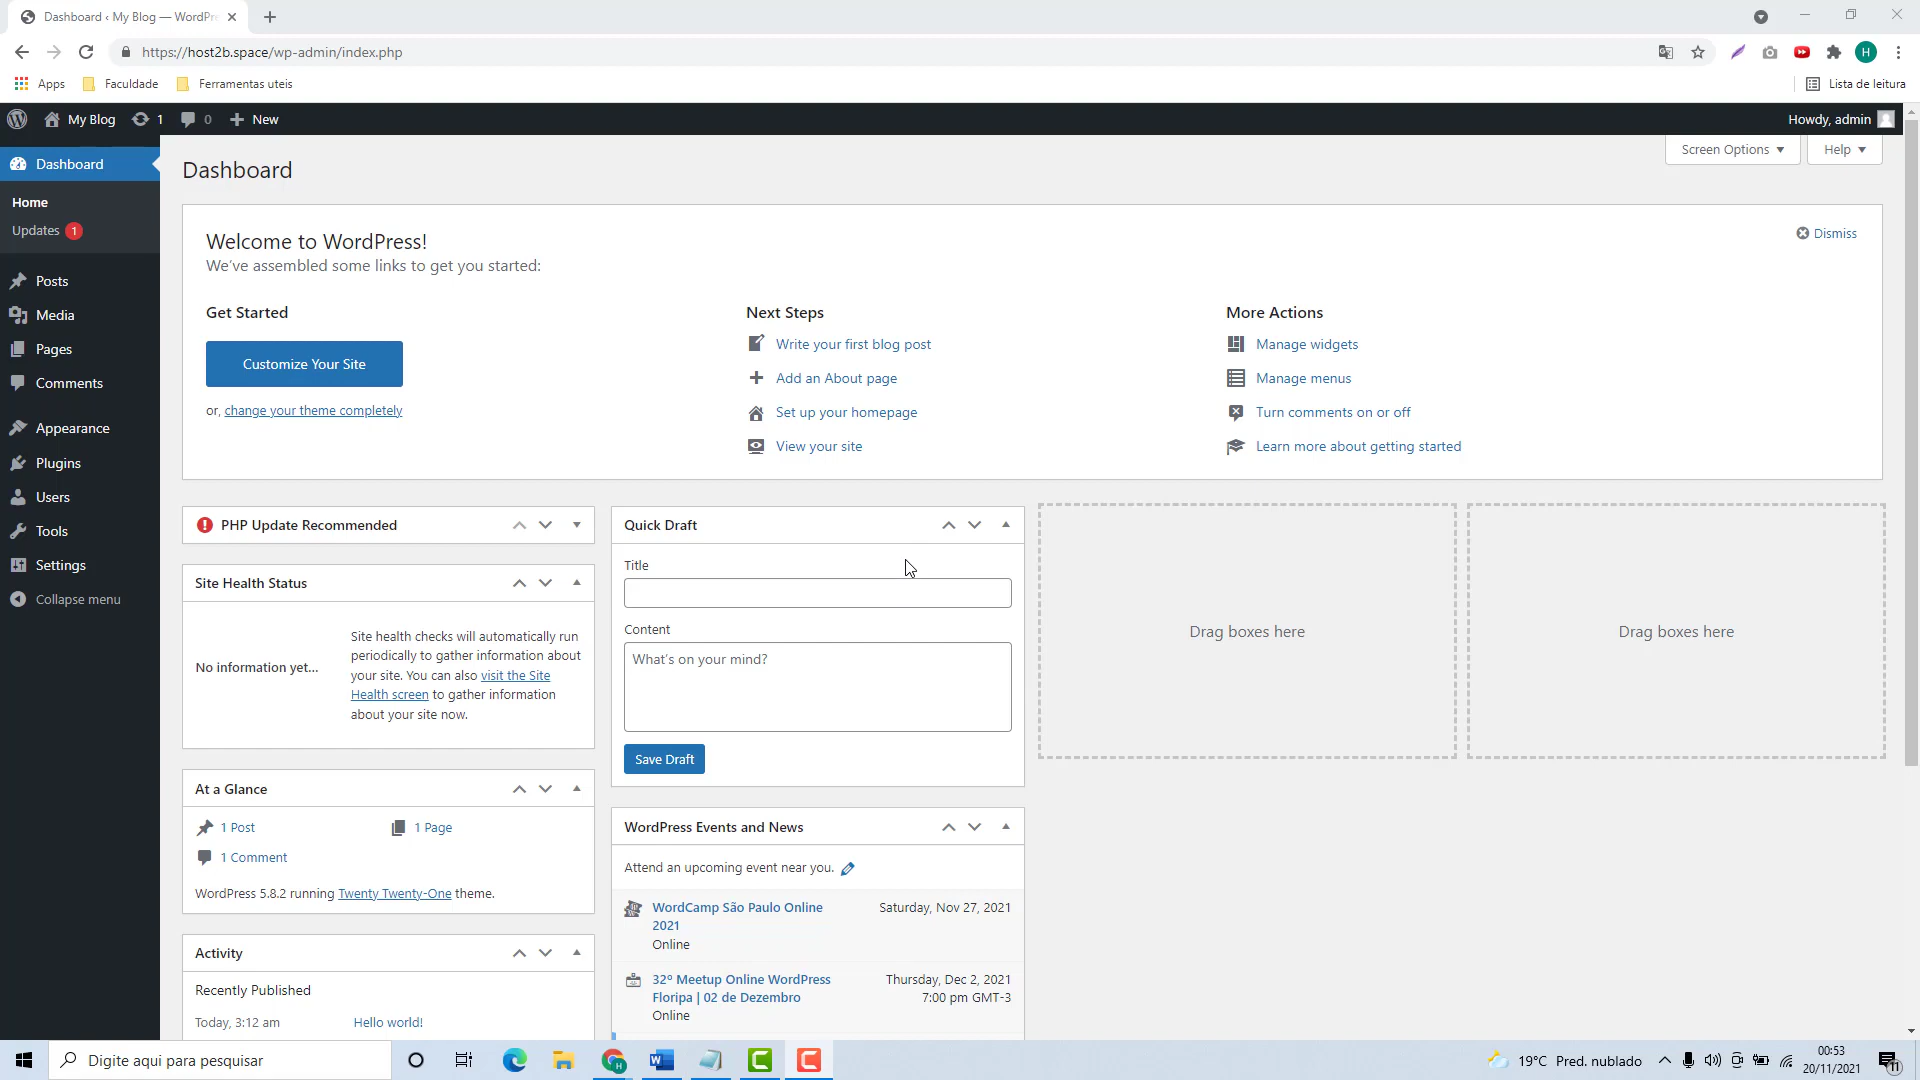 Dashboard ‹ My Blog — WordPre
https://host2b.space/wp-admin/index.php
H
Apps
Faculdade
Ferramentas uteis
Lista de leitura
My Blog
1
0
New
Howdy, admin
Dashboard
Home
Updates 1
Posts
Media
Pages
Comments
Appearance
Plugins
Users
Tools
Settings
Collapse menu
Screen Options
Help
Dashboard
Welcome to WordPress!
We've assembled some links to get you started:
Dismiss
Get Started
Customize Your Site
or, change your theme completely
Next Steps
Write your first blog post
Add an About page
Set up your homepage
View your site
More Actions
Manage widgets
Manage menus
Turn comments on or off
Learn more about getting started
PHP Update Recommended
Site Health Status
No information yet...
Site health checks will automatically run
periodically to gather information about
your site. You can also visit the Site
Health screen to gather information
about your site now.
At a Glance
1 Post
1 Page
1 Comment
WordPress 5.8.2 running Twenty Twenty-One theme.
Activity
Recently Published
Today, 3:12 am
Hello world!
Quick Draft
Title
Content
What's on your mind?
Save Draft
WordPress Events and News
Attend an upcoming event near you.
WordCamp São Paulo Online
2021
Online
Saturday, Nov 27, 2021
32º Meetup Online WordPress
Floripa | 02 de Dezembro
Online
Thursday, Dec 2, 2021
7:00 pm GMT-3
Drag boxes here
Drag boxes here
Digite aqui para pesquisar
19°C Pred. nublado
00:53
20/11/2021
11